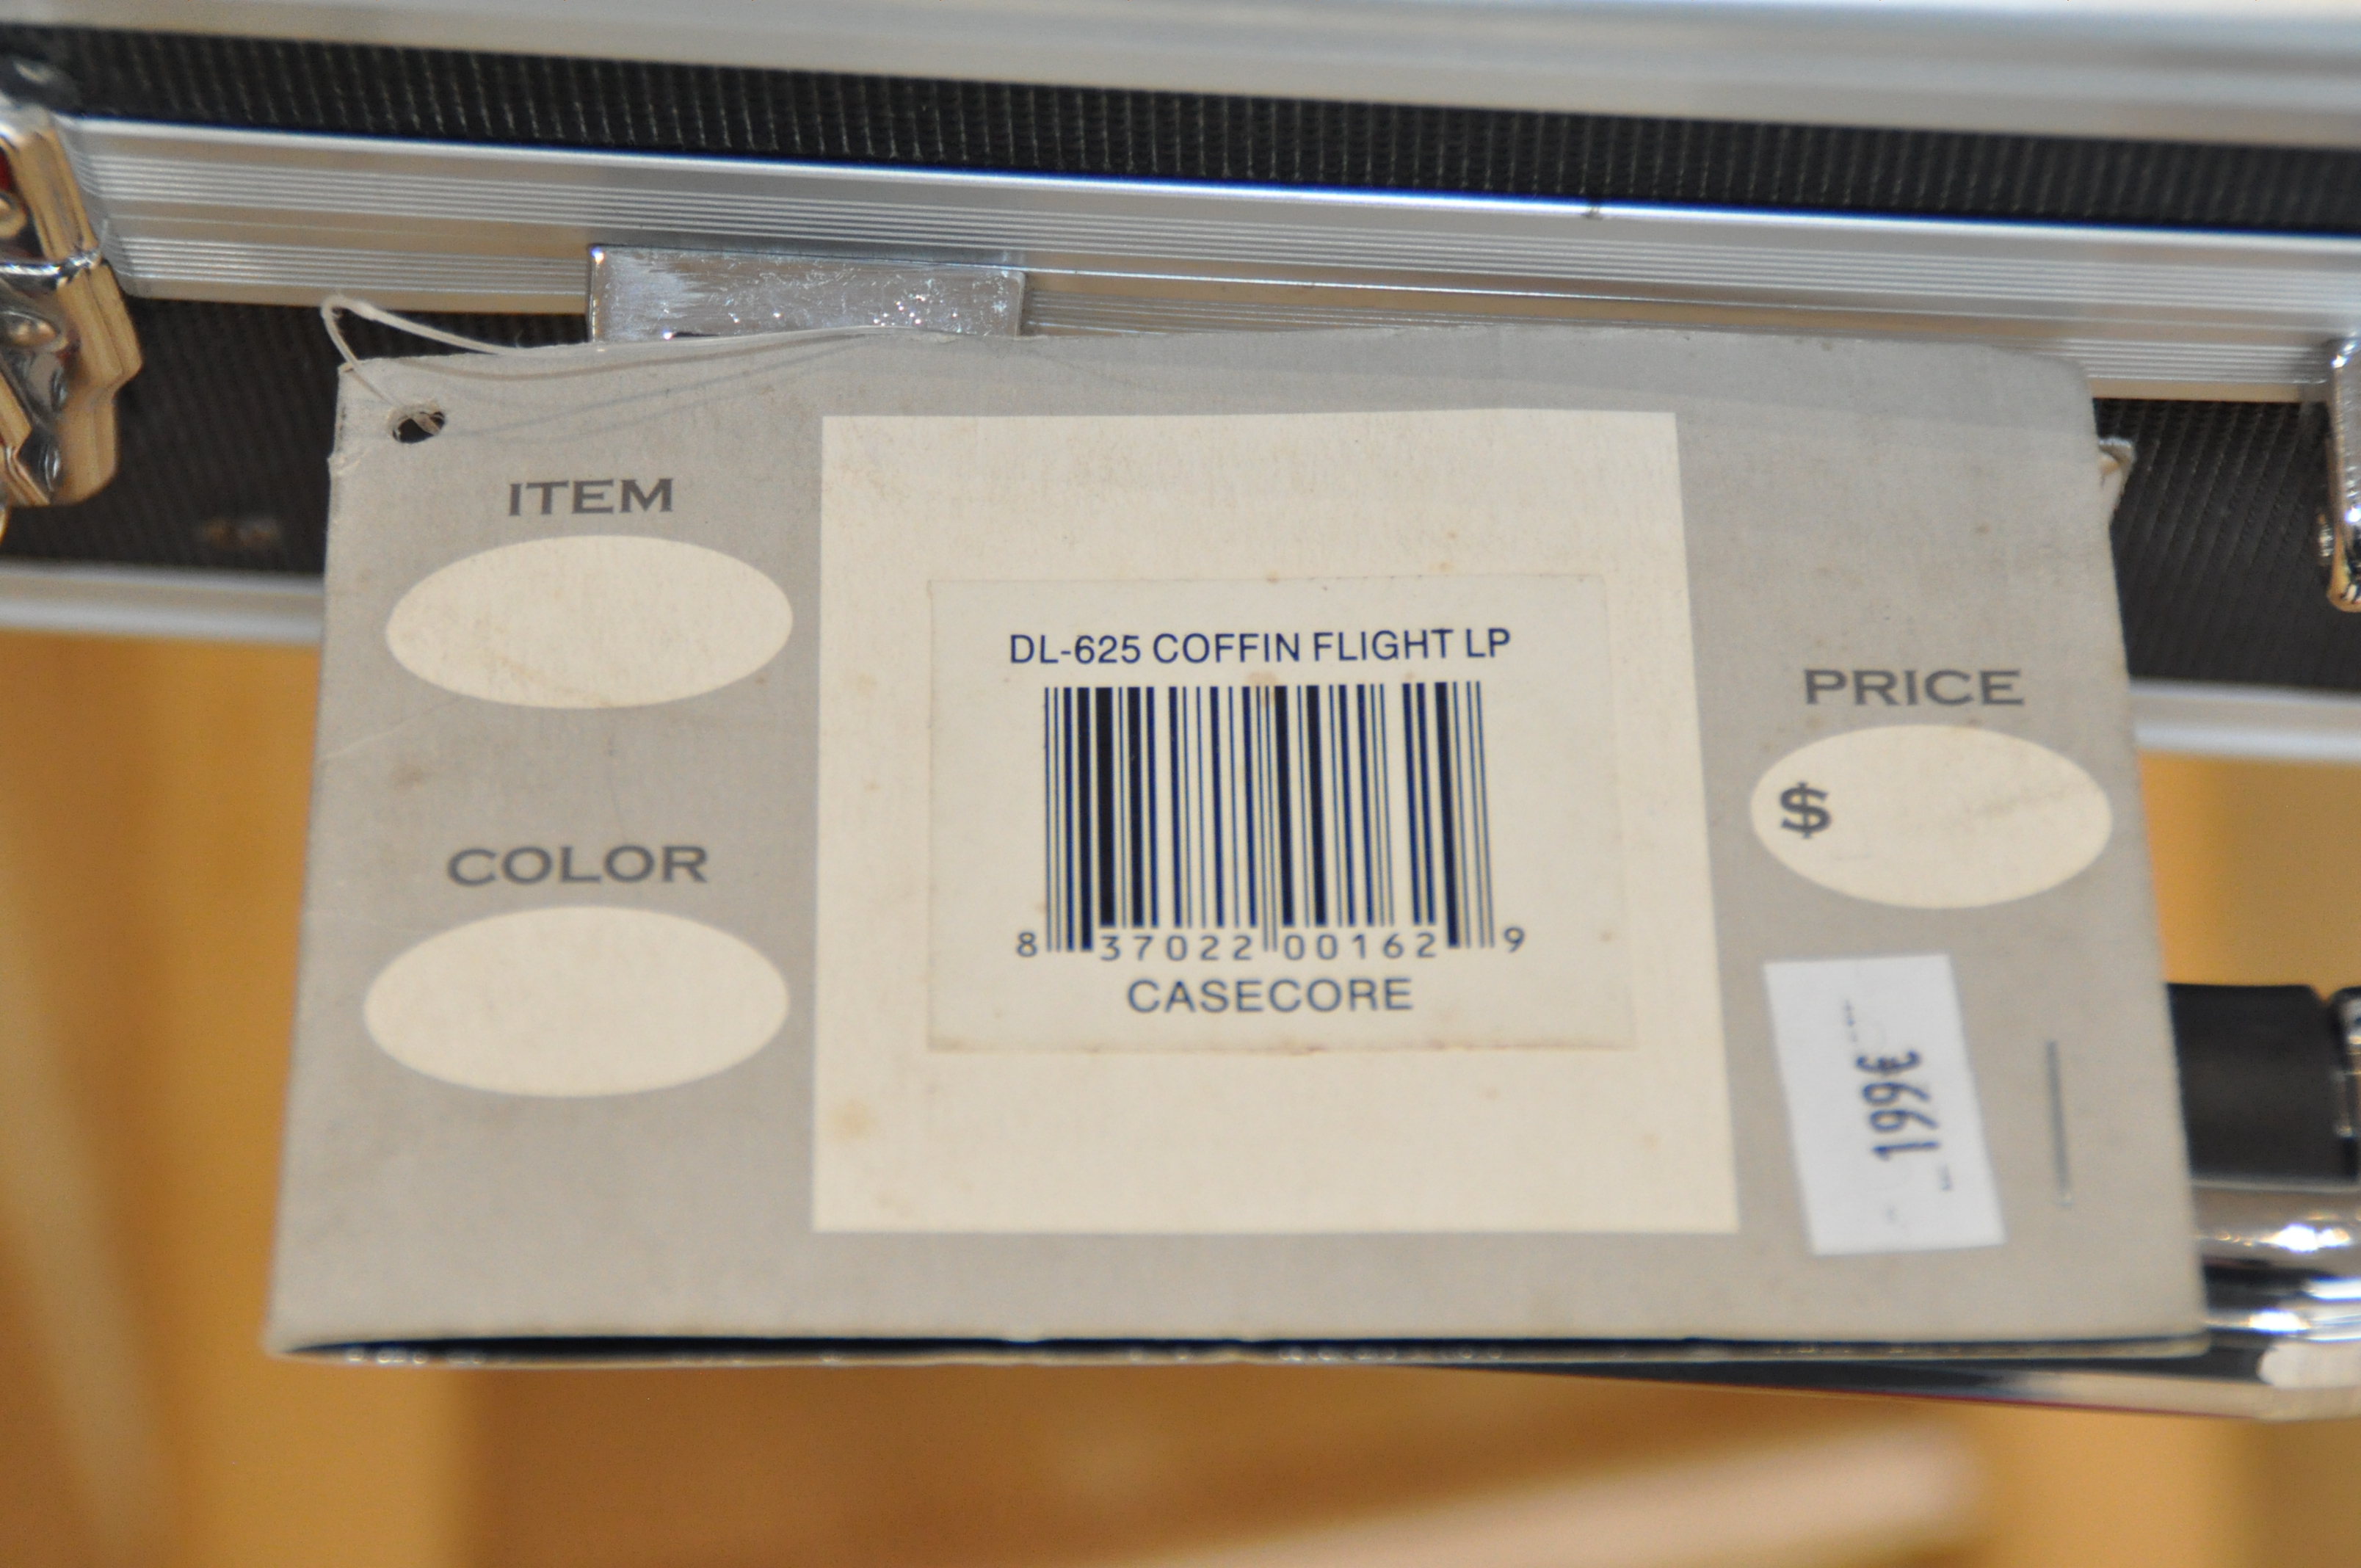 ITEM
COLOR
DL-625 COFFIN FLIGHT LP
8 37022 00162 9
CASECORE
PRICE
$
199€